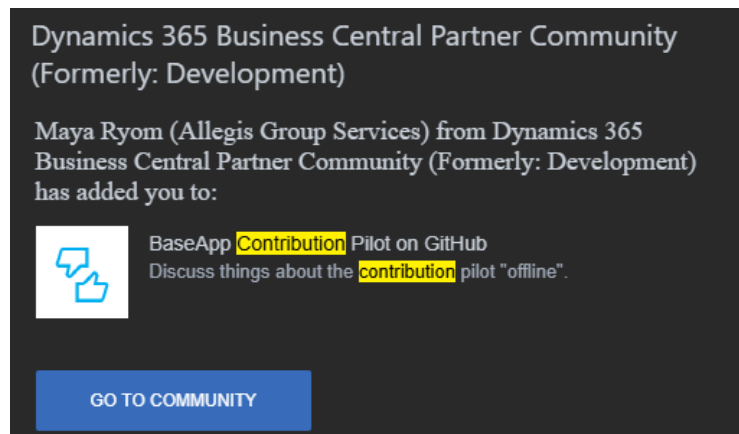 Dynamics 365 Business Central Partner Community
(Formerly: Development)
Maya Ryom (Allegis Group Services) from Dynamics 365
Business Central Partner Community (Formerly: Development)
has added you to:
BaseApp Contribution Pilot on GitHub
Discuss things about the contribution pilot "offline".
GO TO COMMUNITY